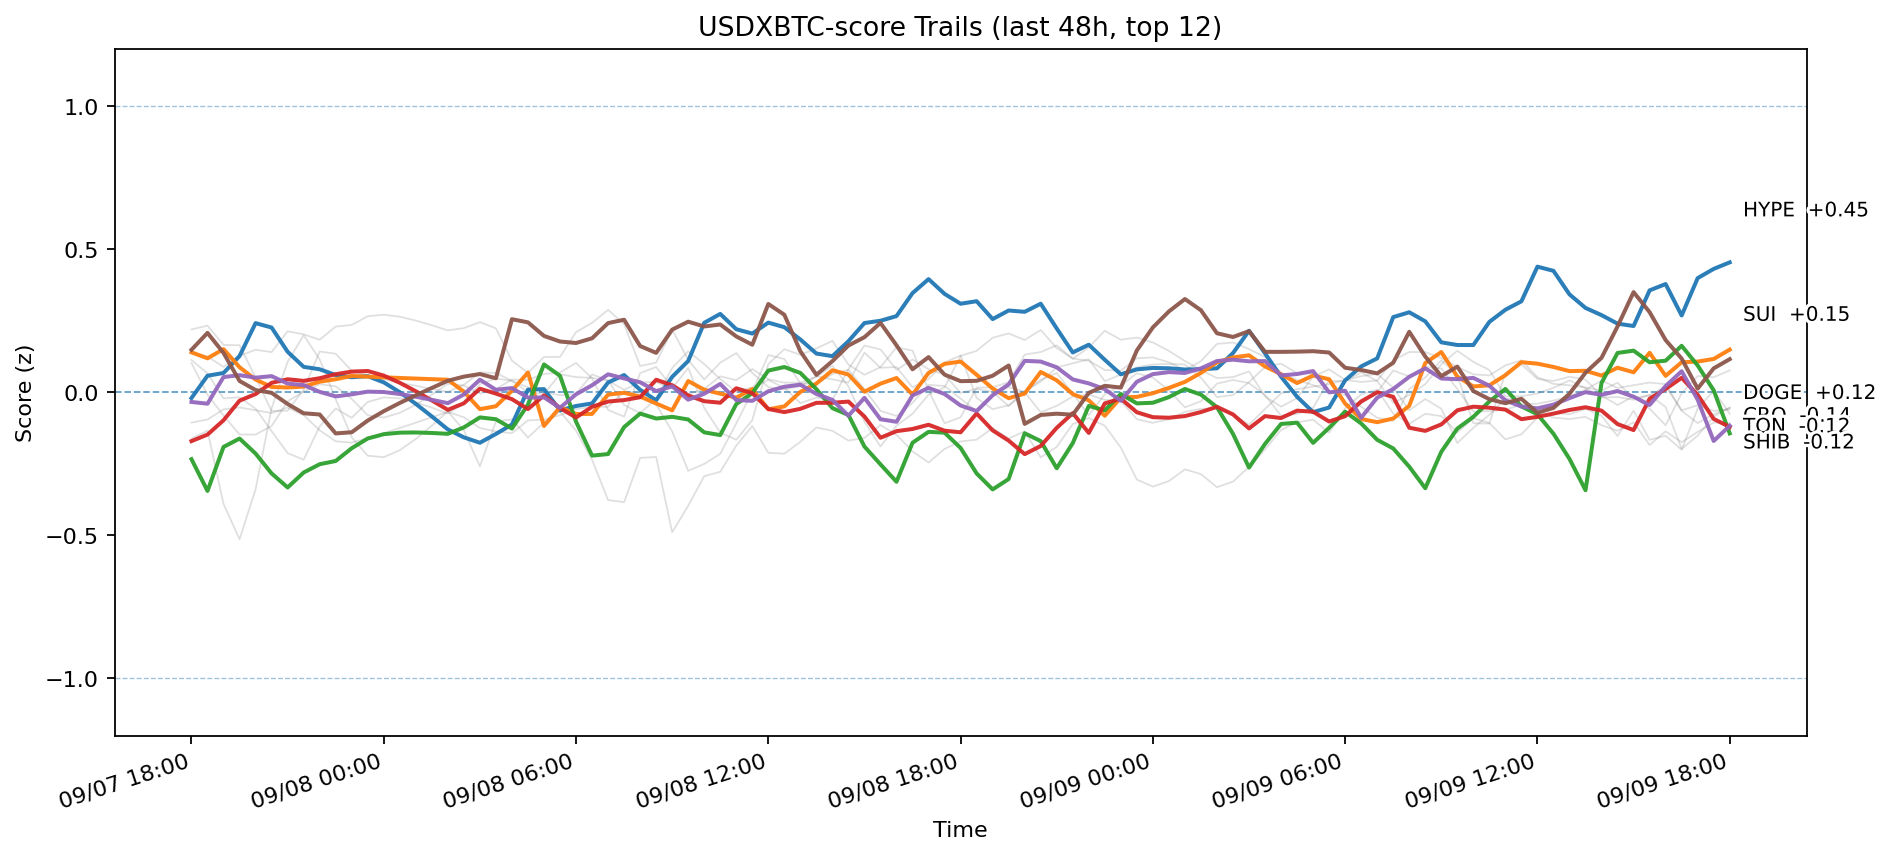 USDXBTC-score Trails (last 48h, top 12)
Score (z)
1.0
0.5
0.0
−0.5
−1.0
HYPE +0.45
SUI +0.15
DOGE +0.12
CRO -0.14
TON -0.12
SHIB -0.12
09/07 18:00
09/08 00:00
09/08 06:00
09/08 12:00
09/08 18:00
09/09 00:00
09/09 06:00
09/09 12:00
09/09 18:00
Time